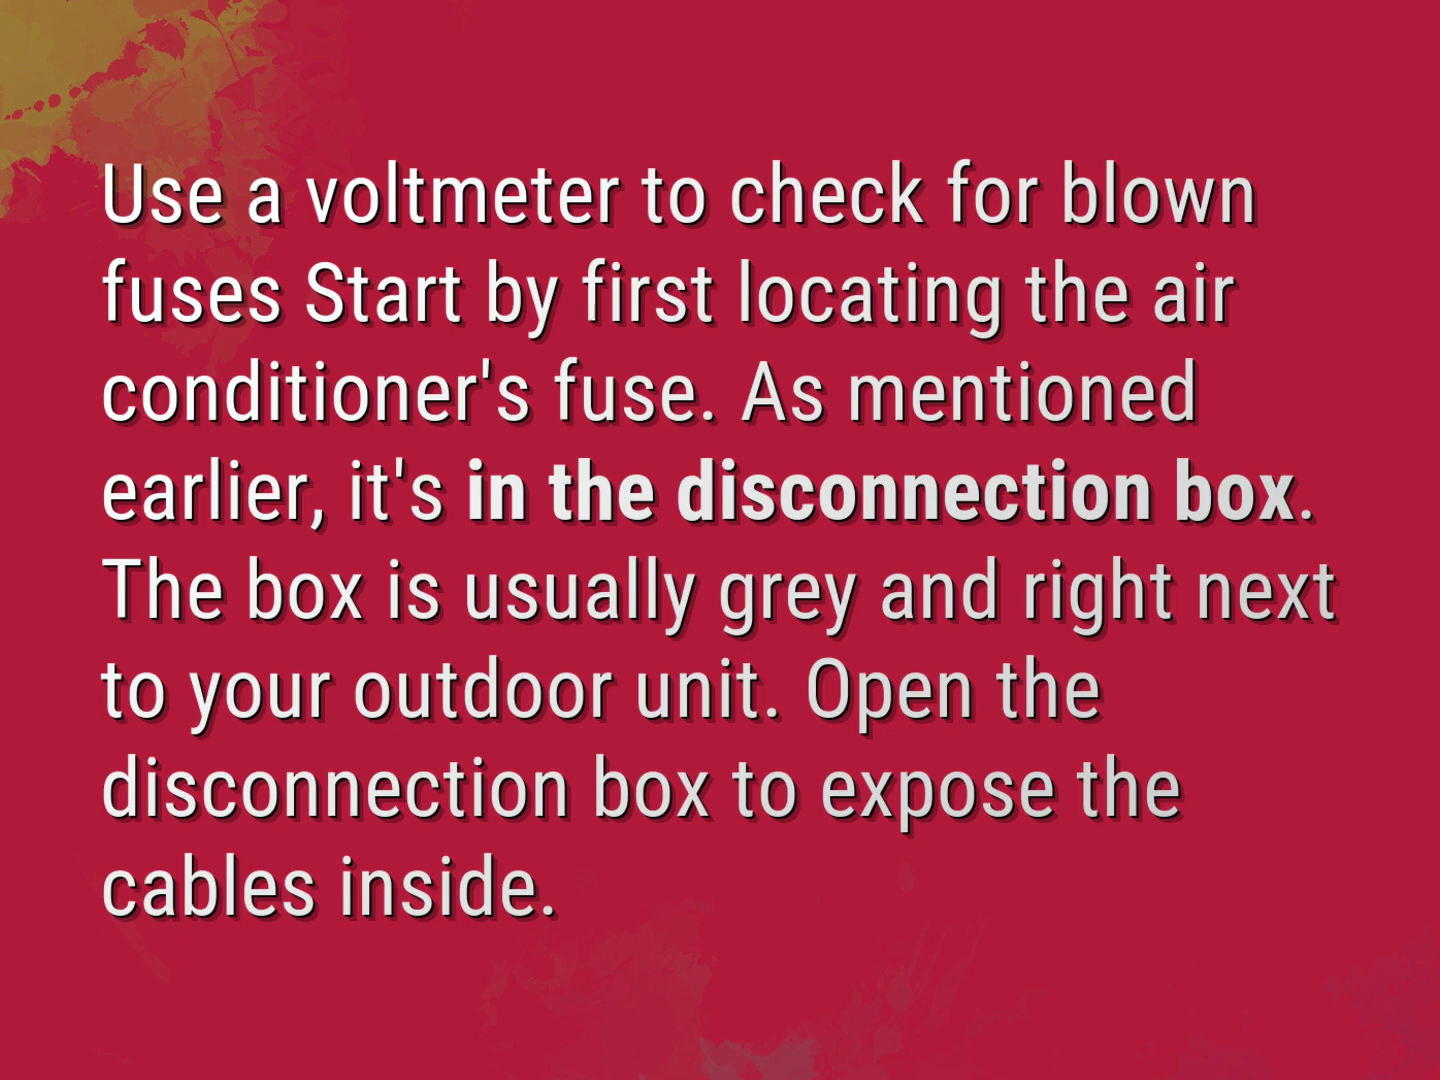 Use a voltmeter to check for blown
fuses Start by first locating the air
conditioner's fuse. As mentioned
earlier, it's in the disconnection box.
The box is usually grey and right next
to your outdoor unit. Open the
disconnection box to expose the
cables inside.